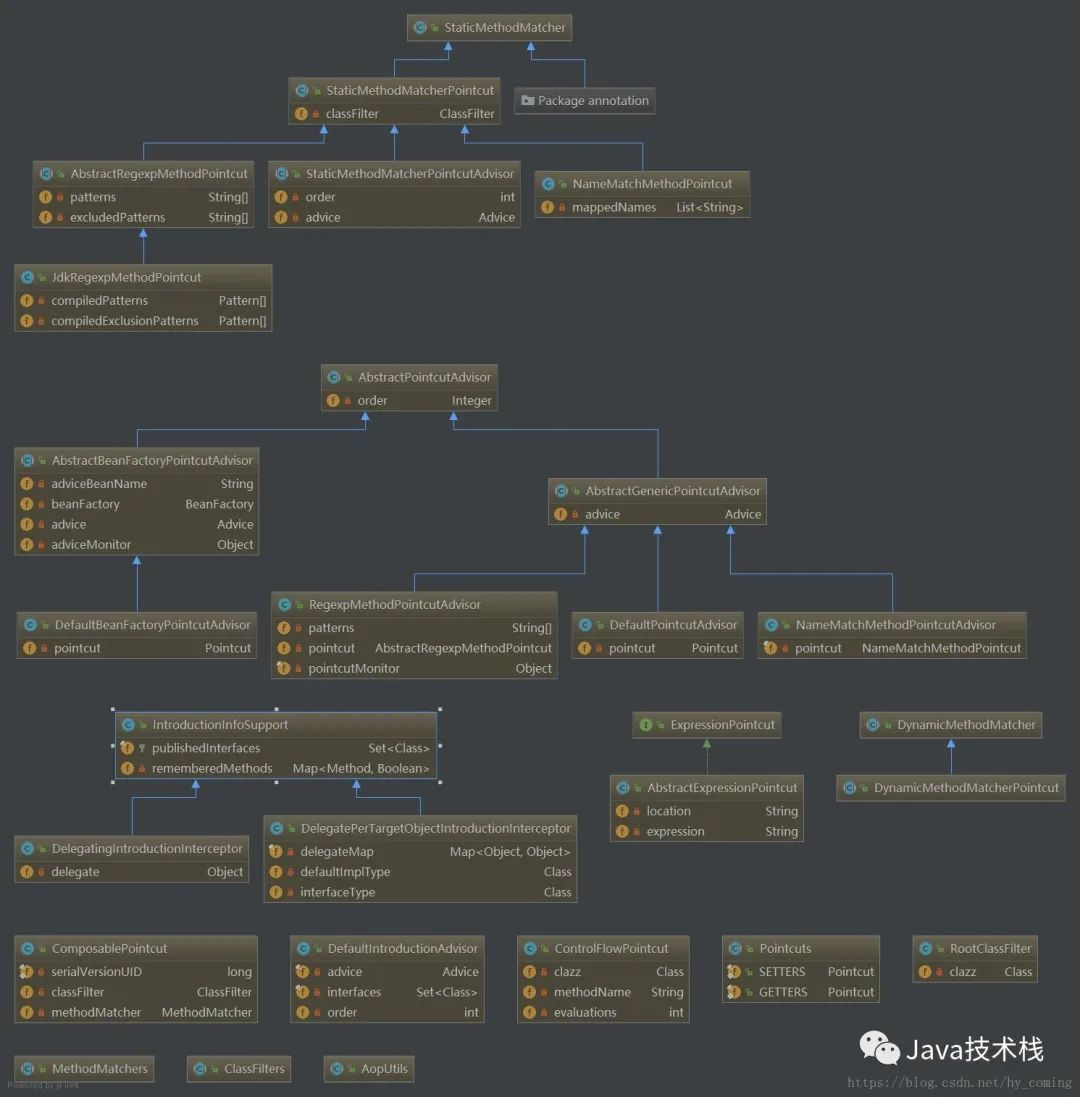 StaticMethodMatcher
StaticMethodMatcherPointcut
classFilter ClassFilter
Package annotation
AbstractRegexpMethodPointcut
patterns String[]
excludedPatterns String[]
StaticMethodMatcherPointcutAdvisor
order int
advice Advice
NameMatchMethodPointcut
mappedNames List<String>
JdkRegexpMethodPointcut
compiledPatterns Pattern[]
compiledExclusionPatterns Pattern[]
AbstractPointcutAdvisor
order Integer
AbstractBeanFactoryPointcutAdvisor
adviceBeanName String
beanFactory BeanFactory
advice Advice
adviceMonitor Object
AbstractGenericPointcutAdvisor
advice Advice
DefaultBeanFactoryPointcutAdvisor
pointcut Pointcut
RegexpMethodPointcutAdvisor
patterns String[]
pointcut AbstractRegexpMethodPointcut
pointcutMonitor Object
DefaultPointcutAdvisor
pointcut Pointcut
NameMatchMethodPointcutAdvisor
pointcut NameMatchMethodPointcut
IntroductionInfoSupport
publishedInterfaces Set<Class>
rememberedMethods Map<Method, Boolean>
ExpressionPointcut
DynamicMethodMatcher
AbstractExpressionPointcut
location String
expression String
DynamicMethodMatcherPointcut
DelegatingIntroductionInterceptor
delegate Object
DelegatePerTargetObjectIntroductionInterceptor
delegateMap Map<Object, Object>
defaultImplType Class
interfaceType Class
ComposablePointcut
serialVersionUID long
classFilter ClassFilter
methodMatcher MethodMatcher
DefaultIntroductionAdvisor
advice Advice
interfaces Set<Class>
order int
ControlFlowPointcut
clazz Class
methodName String
evaluations int
Pointcuts
SETTERS Pointcut
GETTERS Pointcut
RootClassFilter
clazz Class
MethodMatchers
ClassFilters
AopUtils
Java技术栈
Powered by yFiles
https://blog.csdn.net/hy_coming